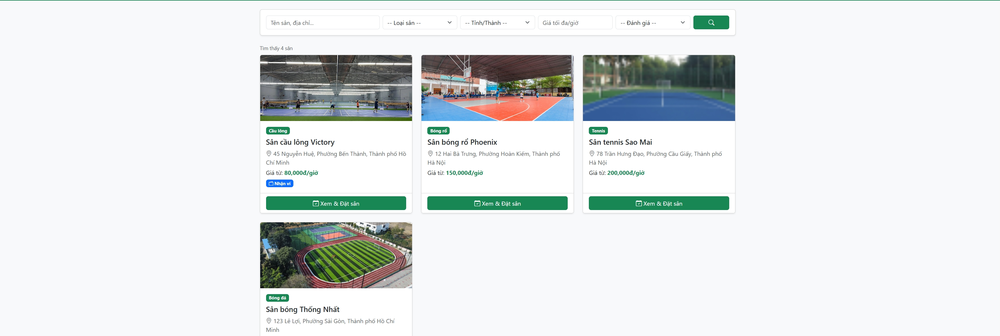 Tên sân, địa chỉ...
-- Loại sân --
-- Tỉnh/Thành --
Giá tối đa/giờ
-- Đánh giá --
Tìm thấy 4 sân
Cầu lông
Sân cầu lông Victory
45 Nguyễn Huệ, Phường Bến Thành, Thành phố Hồ
Chí Minh
Giá từ: 80,000đ/giờ
Nhận ví
Xem & Đặt sân
Bóng rổ
Sân bóng rổ Phoenix
12 Hai Bà Trưng, Phường Hoàn Kiếm, Thành phố
Hà Nội
Giá từ: 150,000đ/giờ
Xem & Đặt sân
Tennis
Sân tennis Sao Mai
78 Trần Hưng Đạo, Phường Cầu Giấy, Thành phố
Hà Nội
Giá từ: 200,000đ/giờ
Xem & Đặt sân
Bóng đá
Sân bóng Thống Nhất
123 Lê Lợi, Phường Sài Gòn, Thành phố Hồ Chí
Minh